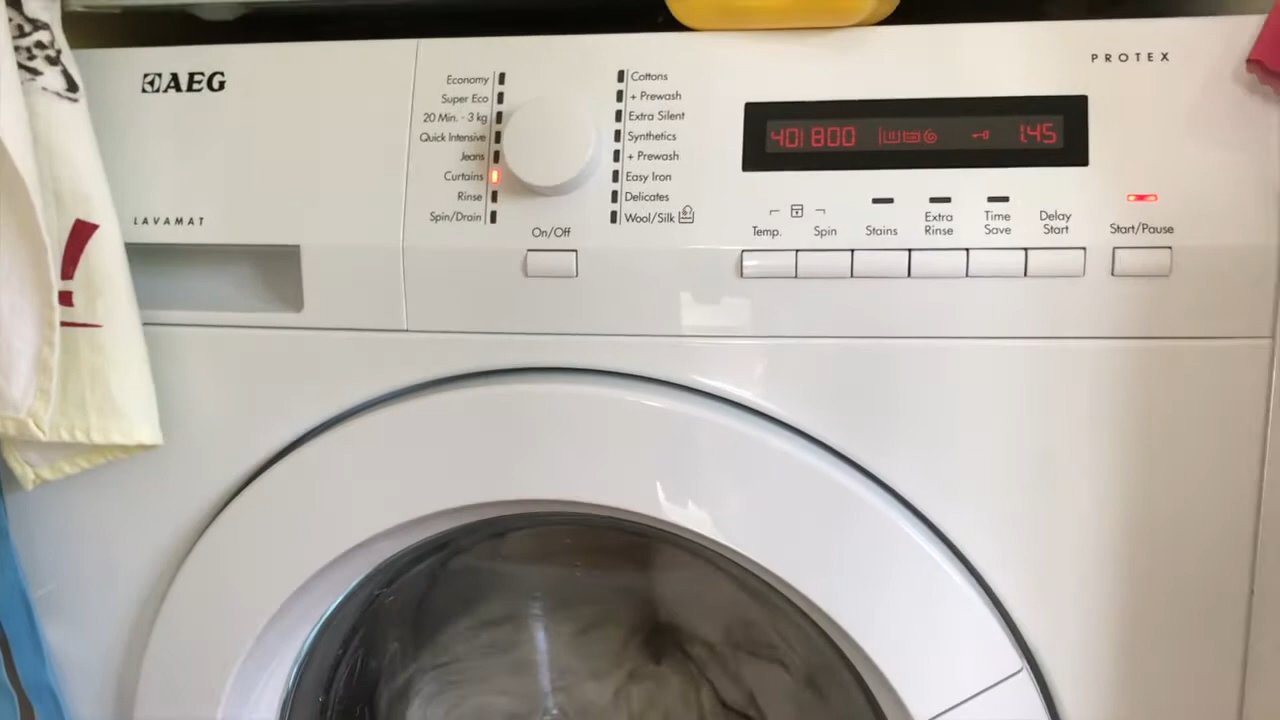 AEG
LAVAMAT
Economy
Super Eco
20 Min. - 3 kg
Quick Intensive
Jeans
Curtains
Rinse
Spin/Drain
Cottons
+ Prewash
Extra Silent
Synthetics
+ Prewash
Easy Iron
Delicates
Wool/Silk
On/Off
PROTEX
40 800 1.45
Temp.
Spin
Stains
Extra
Rinse
Time
Save
Delay
Start
Start/Pause
!